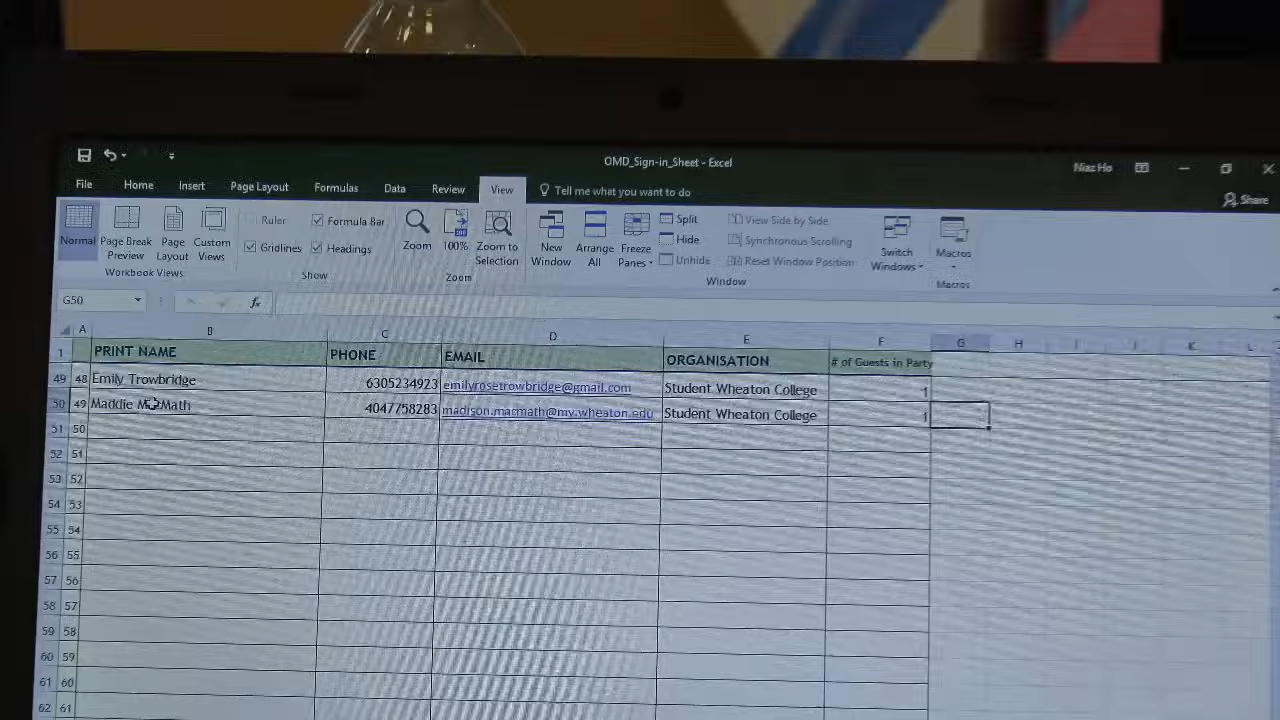 OMD_Sign-in_Sheet - Excel
Niaz Ho
File Home Insert Page Layout Formulas Data Review View Tell me what you want to do
Share
Normal Page Break Preview Page Layout Custom Views
Workbook Views
Ruler Formula Bar
Gridlines Headings
Show
Zoom 100% Zoom to Selection
Zoom
New Window Arrange All Freeze Panes
Split
Hide
Unhide
View Side by Side
Synchronous Scrolling
Reset Window Position
Window
Switch Windows
Macros
Macros
G50 fx
A B C D E F G H I J K L
1 PRINT NAME PHONE EMAIL ORGANISATION # of Guests in Party
49 48 Emily Trowbridge 6305234923 emilyrosetrowbridge@gmail.com Student Wheaton College 1
50 49 Maddie MacMath 4047758283 madison.macmath@my.wheaton.edu Student Wheaton College 1
51 50
52 51
53 52
54 53
55 54
56 55
57 56
58 57
59 58
60 59
61 60
62 61